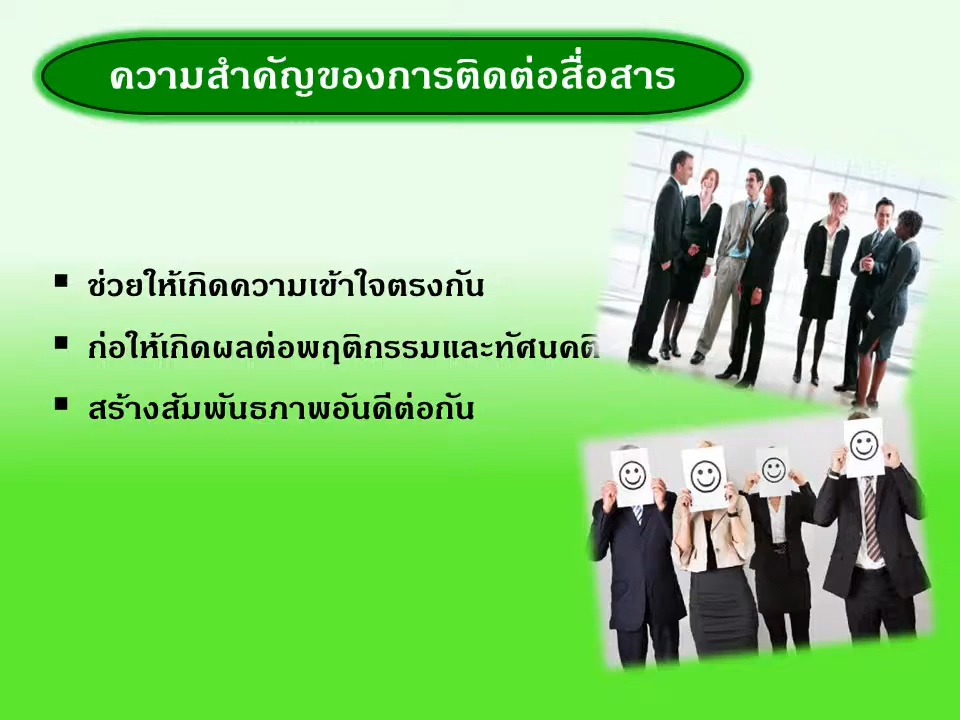 ความสำคัญของการติดต่อสื่อสาร
▪ ช่วยให้เกิดความเข้าใจตรงกัน
▪ ก่อให้เกิดผลต่อพฤติกรรมและทัศนคติ
▪ สร้างสัมพันธภาพอันดีต่อกัน